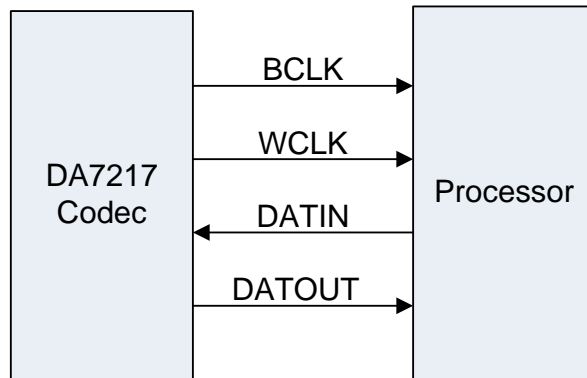 BCLK
WCLK
DA7217
Codec
Processor
DATIN
DATOUT